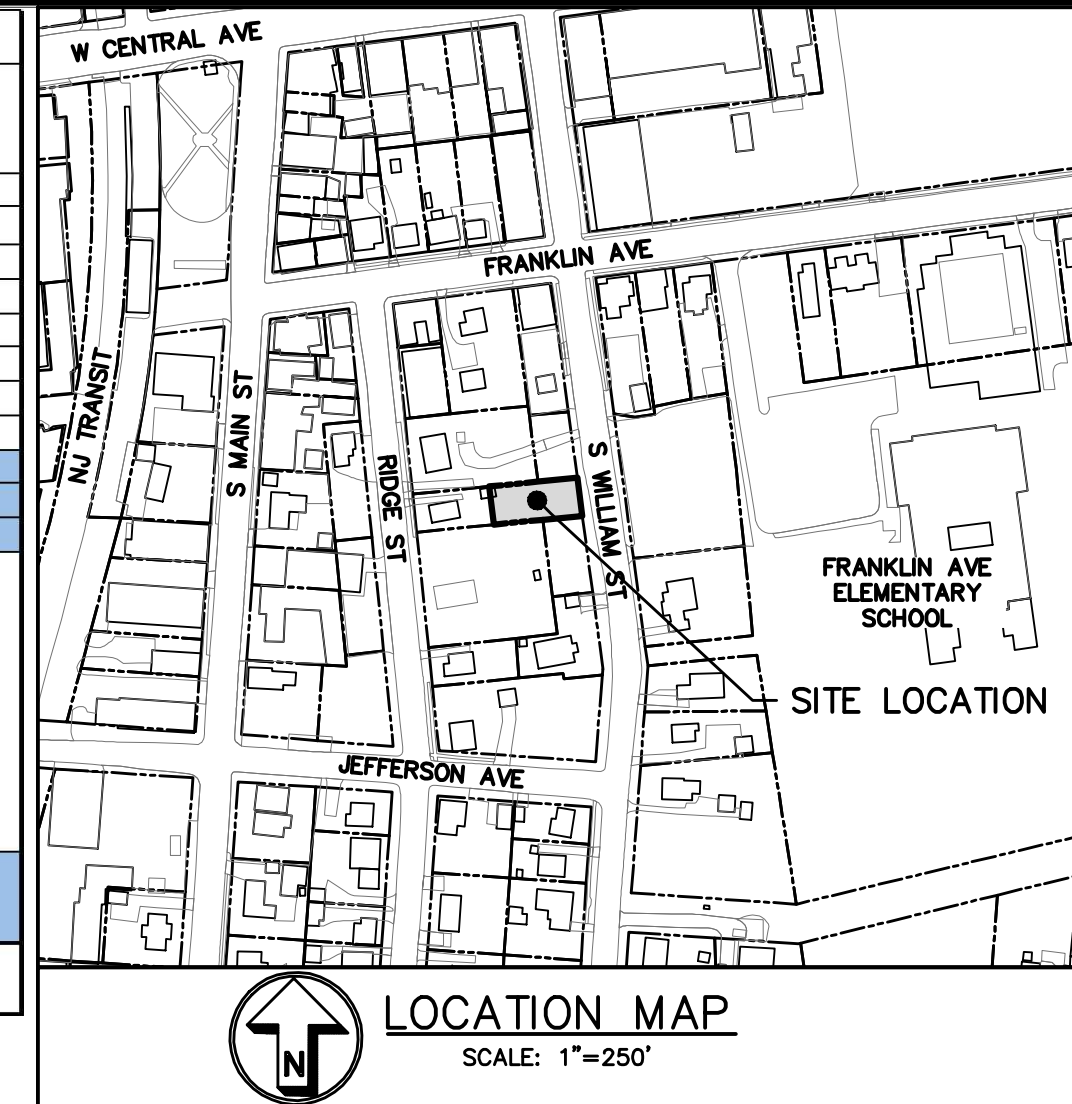 W CENTRAL AVE
FRANKLIN AVE
NJ TRANSIT
S MAIN ST
RIDGE ST
S WILLIAM ST
FRANKLIN AVE
ELEMENTARY
SCHOOL
SITE LOCATION
JEFFERSON AVE
N
LOCATION MAP
SCALE: 1"=250'